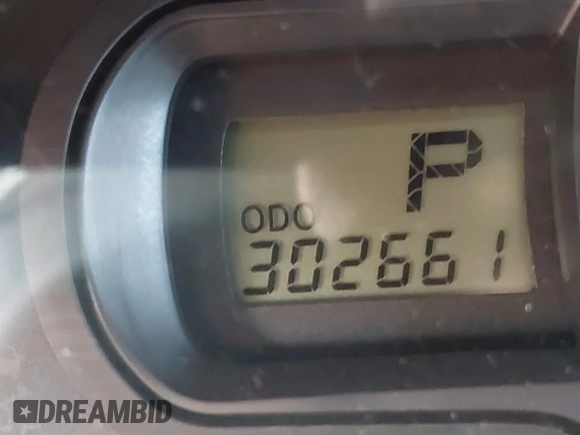 P
ODO
302661
DREAMBID